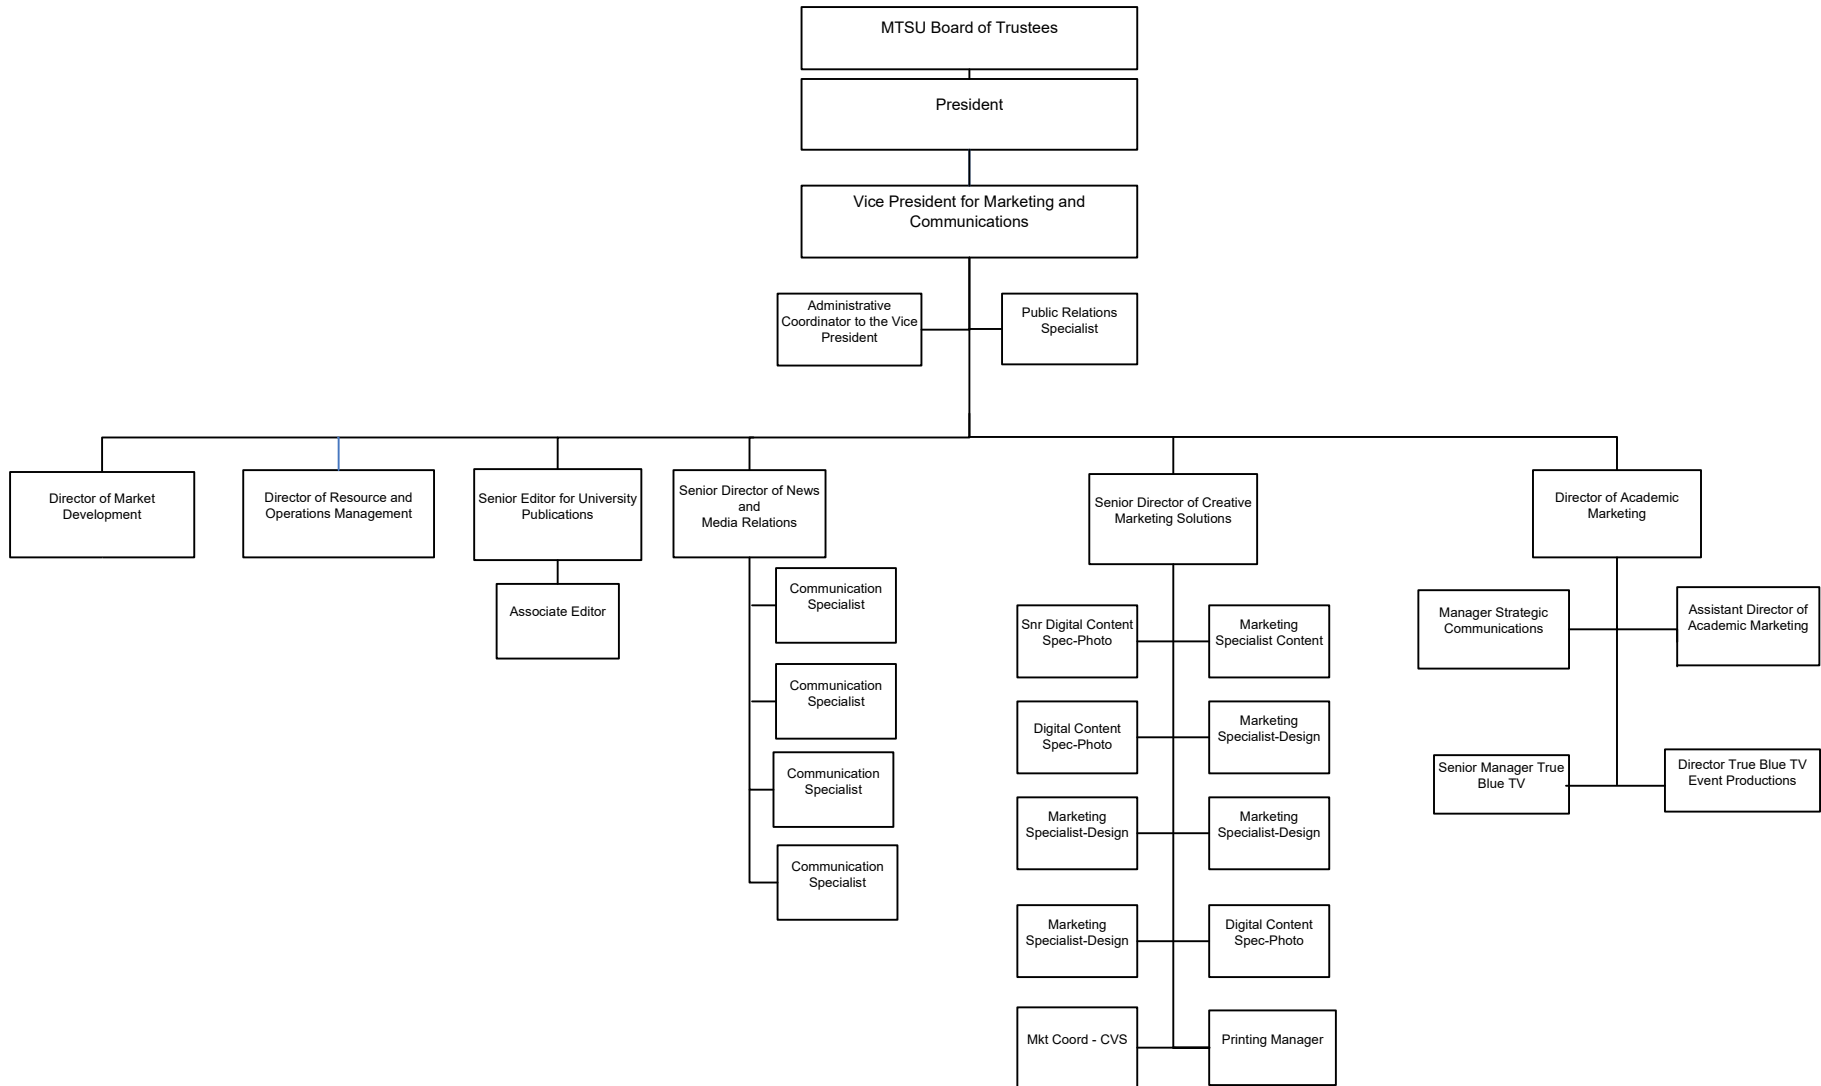 MTSU Board of Trustees
President
Vice President for Marketing and
Communications
Administrative
Coordinator to the Vice
President
Public Relations
Specialist
Director of Market
Development
Director of Resource and
Operations Management
Senior Editor for University
Publications
Associate Editor
Senior Director of News
and
Media Relations
Communication
Specialist
Communication
Specialist
Communication
Specialist
Communication
Specialist
Senior Director of Creative
Marketing Solutions
Snr Digital Content
Spec-Photo
Marketing
Specialist Content
Digital Content
Spec-Photo
Marketing
Specialist-Design
Marketing
Specialist-Design
Marketing
Specialist-Design
Marketing
Specialist-Design
Digital Content
Spec-Photo
Mkt Coord - CVS
Printing Manager
Director of Academic
Marketing
Manager Strategic
Communications
Assistant Director of
Academic Marketing
Senior Manager True
Blue TV
Director True Blue TV
Event Productions